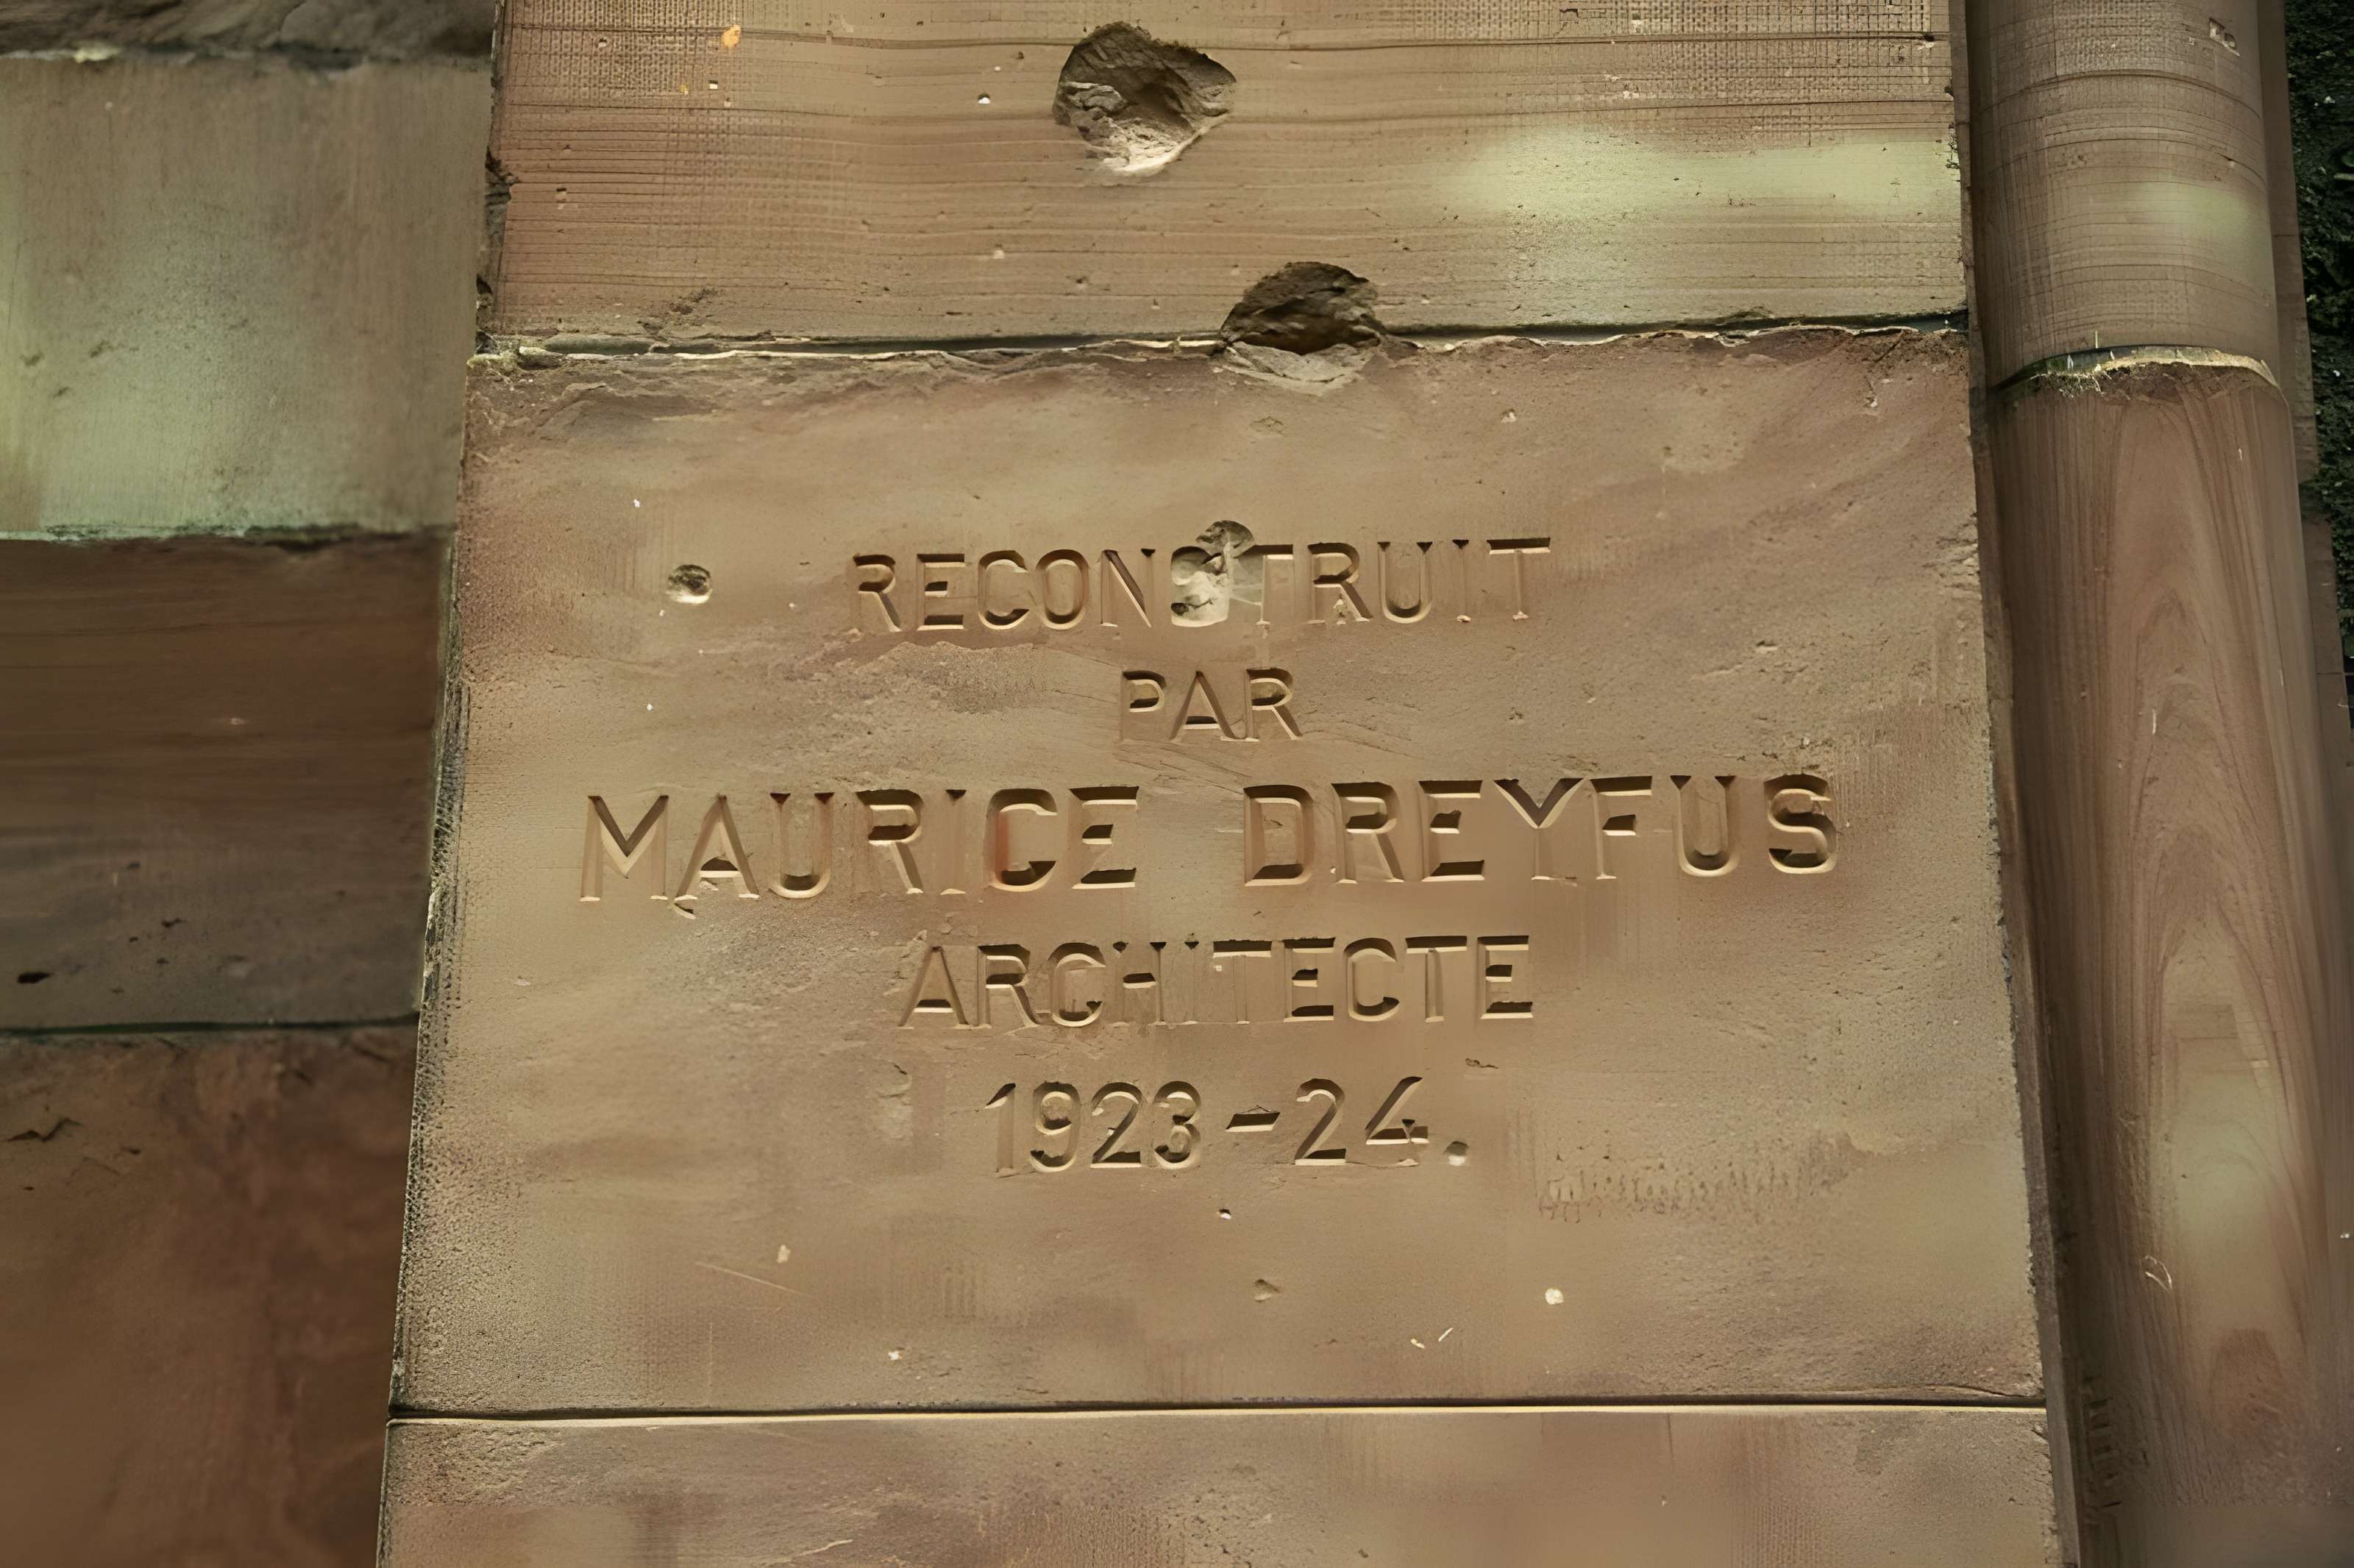 RECONSTRUIT
PAR
MAURICE DREYFUS
ARCHITECTE
1923-24.